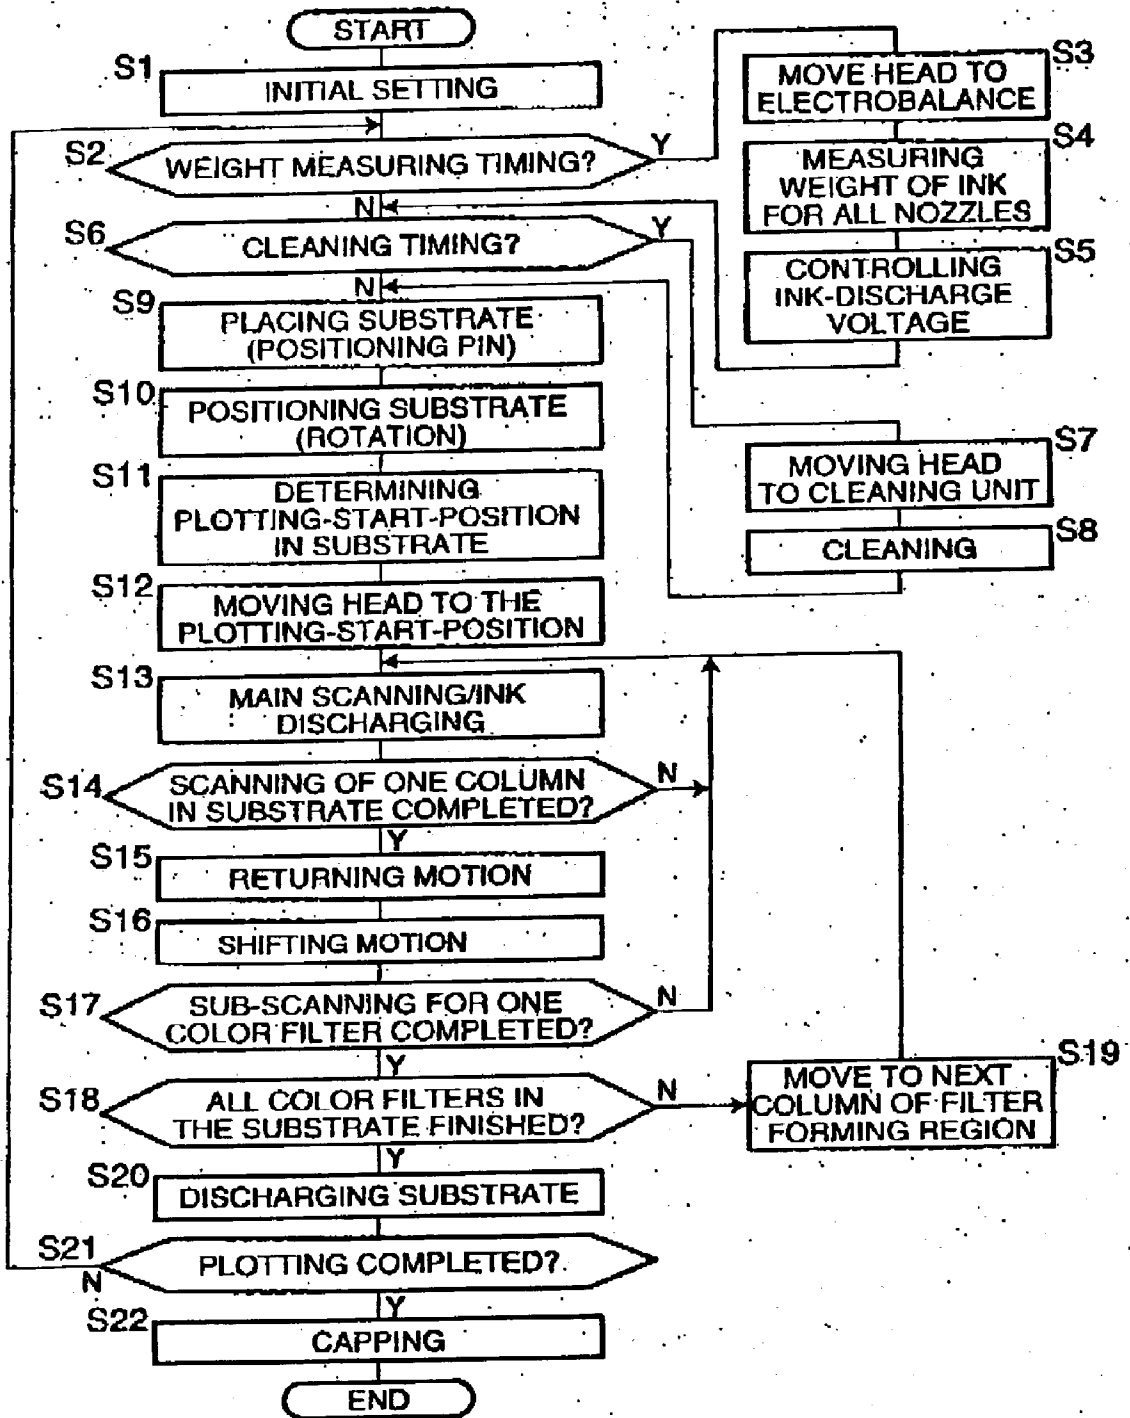 START
S1
INITIAL SETTING
S2
WEIGHT MEASURING TIMING?
Y
N
S3
MOVE HEAD TO
ELECTROBALANCE
S4
MEASURING
WEIGHT OF INK
FOR ALL NOZZLES
S5
CONTROLLING
INK-DISCHARGE
VOLTAGE
S6
CLEANING TIMING?
Y
N
S7
MOVING HEAD
TO CLEANING UNIT
S8
CLEANING
S9
PLACING SUBSTRATE
(POSITIONING PIN)
S10
POSITIONING SUBSTRATE
(ROTATION)
S11
DETERMINING
PLOTTING-START-POSITION
IN SUBSTRATE
S12
MOVING HEAD TO THE
PLOTTING-START-POSITION
S13
MAIN SCANNING/INK
DISCHARGING
S14
SCANNING OF ONE COLUMN
IN SUBSTRATE COMPLETED?
N
Y
S15
RETURNING MOTION
S16
SHIFTING MOTION
S17
SUB-SCANNING FOR ONE
COLOR FILTER COMPLETED?
N
Y
S18
ALL COLOR FILTERS IN
THE SUBSTRATE FINISHED?
N
Y
S19
MOVE TO NEXT
COLUMN OF FILTER
FORMING REGION
S20
DISCHARGING SUBSTRATE
S21
PLOTTING COMPLETED?
N
Y
S22
CAPPING
END